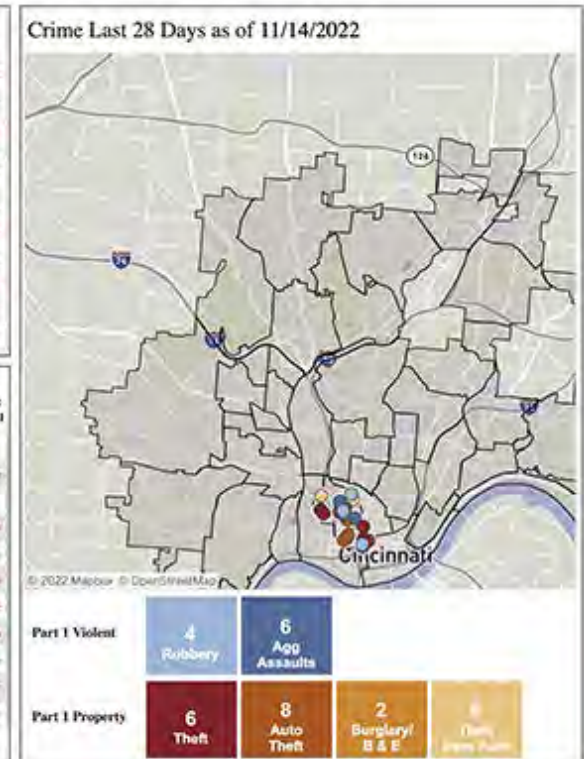 Crime Last 28 Days as of 11/14/2022
126
74
Cincinnati
© 2022 Mapbox © OpenStreetMap
Part 1 Violent
4
Robbery
6
Agg
Assaults
Part 1 Property
6
Theft
8
Auto
Theft
2
Burglary/
B & E